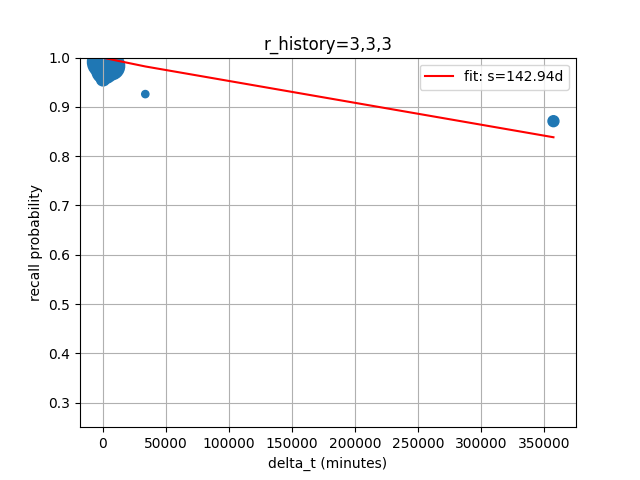 r_history=3,3,3
fit: s=142.94d
recall probability
1.0
0.9
0.8
0.7
0.6
0.5
0.4
0.3
0 50000 100000 150000 200000 250000 300000 350000
delta_t (minutes)